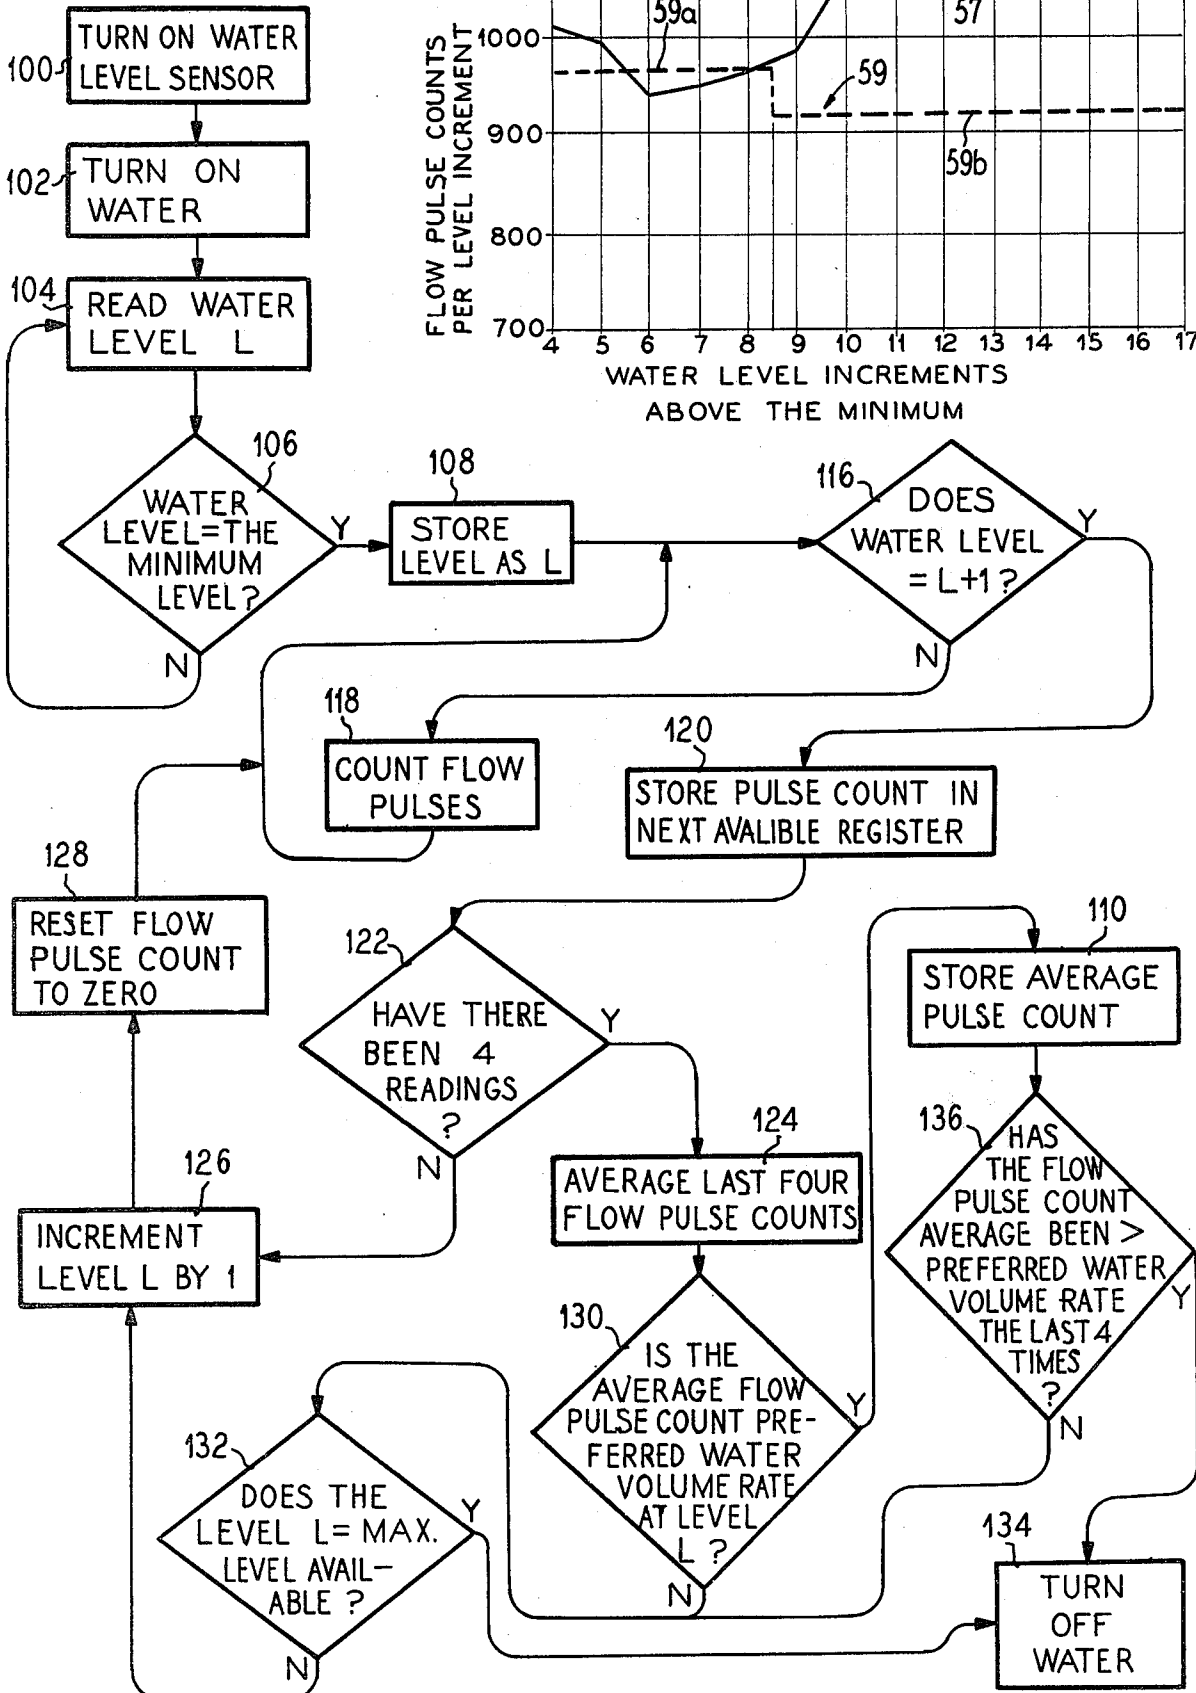 TURN ON WATER
LEVEL SENSOR
100
TURN ON
WATER
102
READ WATER
LEVEL L
104
FLOW PULSE COUNTS
PER LEVEL INCREMENT
1000
900
800
700
59a
57
59
59b
4 5 6 7 8 9 10 11 12 13 14 15 16 17
WATER LEVEL INCREMENTS
ABOVE THE MINIMUM
106
WATER
LEVEL=THE
MINIMUM
LEVEL?
Y
N
108
STORE
LEVEL AS L
116
DOES
WATER LEVEL
= L+1 ?
Y
N
118
COUNT FLOW
PULSES
120
STORE PULSE COUNT IN
NEXT AVALIBLE REGISTER
128
RESET FLOW
PULSE COUNT
TO ZERO
122
HAVE THERE
BEEN 4
READINGS
?
Y
N
110
STORE AVERAGE
PULSE COUNT
126
INCREMENT
LEVEL L BY 1
124
AVERAGE LAST FOUR
FLOW PULSE COUNTS
136
HAS
THE FLOW
PULSE COUNT
AVERAGE BEEN >
PREFERRED WATER
VOLUME RATE
THE LAST 4
TIMES
?
Y
N
130
IS THE
AVERAGE FLOW
PULSE COUNT PRE-
FERRED WATER
VOLUME RATE
AT LEVEL
L ?
Y
N
132
DOES THE
LEVEL L= MAX.
LEVEL AVAIL-
ABLE ?
Y
N
134
TURN
OFF
WATER